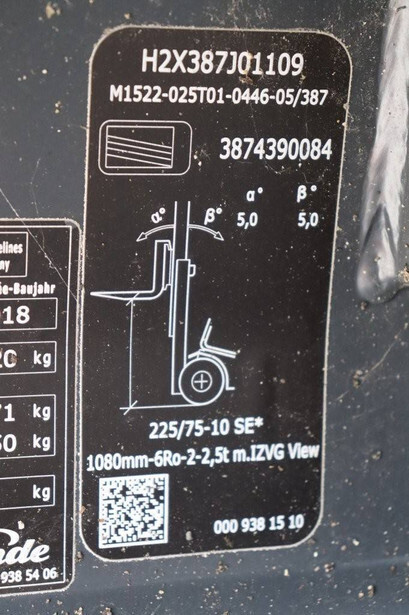 H2X387J01109
M1522-025T01-0446-05/387
3874390084
α° β°
5,0 5,0
α° β°
225/75-10 SE*
1080mm-6Ro-2-2,5t m.IZVG View
000 938 15 10
-Baujahr
18
kg
kg
kg
kg
938 54 06